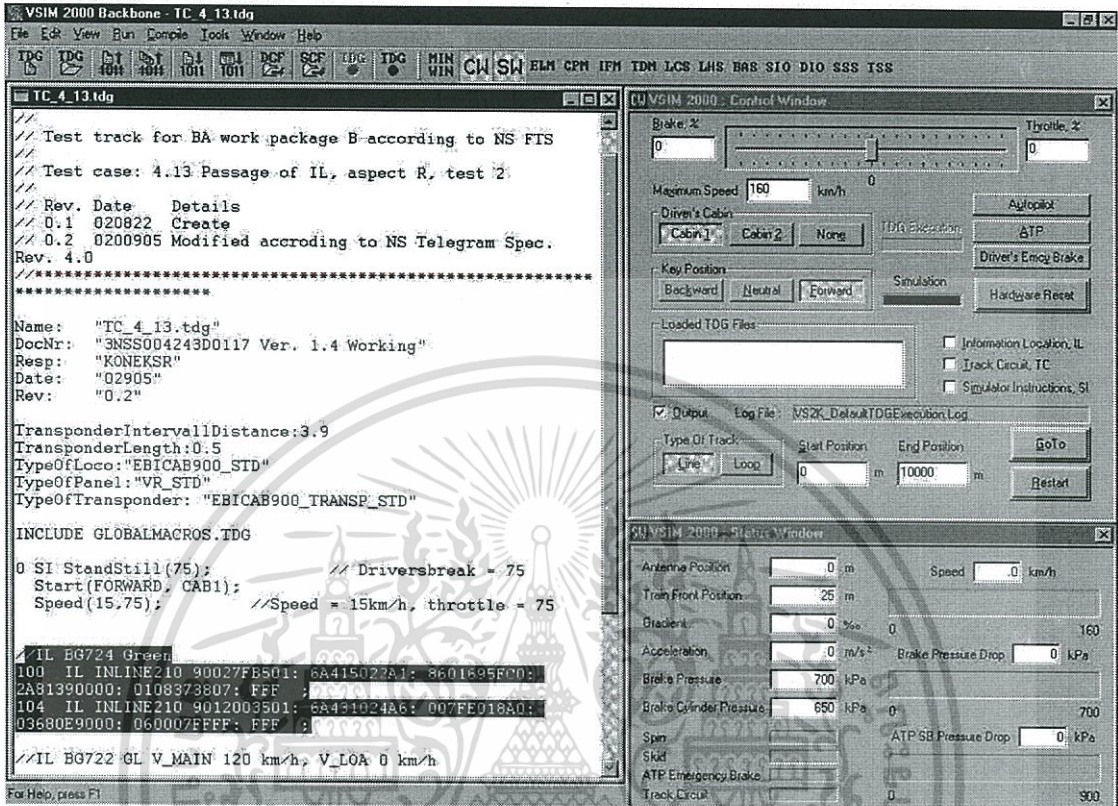 VSIM 2000 Backbone - TC_4_13.tdg
File Edit View Run Compile Tools Window Help
TDG TDG 1011 1011 1011 1011 DCF SCF TDG TDG MIN WIN CW SW ELM CPM IFM TDM LCS LHS BAS SIO DIO SSS TSS
TC_4_13.tdg
//
// Test track for BA work package B according to NS FTS
//
// Test case: 4.13 Passage of IL, aspect R, test 2
//
// Rev. Date Details
// 0.1 020822 Create
// 0.2 0200905 Modified accroding to NS Telegram Spec.
Rev. 4.0
//**********************************************************
*********************
Name: "TC_4_13.tdg"
DocNr: "3NSS004243D0117 Ver. 1.4 Working"
Resp: "KONEKSR"
Date: "02905"
Rev: "0.2"
TransponderIntervallDistance:3.9
TransponderLength:0.5
TypeOfLoco:"EBICAB900_STD"
TypeOfPanel:"VR_STD"
TypeOfTransponder: "EBICAB900_TRANSP_STD"
INCLUDE GLOBALMACROS.TDG
0 SI StandStill(75); // Driversbreak = 75
Start(FORWARD, CAB1);
Speed(15,75); //Speed = 15km/h, throttle = 75
//IL BG724 Green
100 IL INLINE210 90027FB501: 6A415022A1: 8601695FC0:
2A81390000: 0108373807: FFF ;
104 IL INLINE210 9012003501: 6A431024A6: 007FE018A0:
03680E9000: 060007FFFF: FFF ;
//IL BG722 GL V_MAIN 120 km/h, V_LOA 0 km/h
For Help, press F1
CW VSIM 2000 : Control Window
Brake, % Throttle, %
0 0
0
Maximum Speed 160 km/h
Driver's Cabin
Cabin 1 Cabin 2 None
TDG Execution
Autopilot
ATP
Driver's Emcy Brake
Key Position
Backward Neutral Forward
Simulation
Hardware Reset
Loaded TDG Files
Information Location, IL
Track Circuit, TC
Simulator Instructions, SI
Output Log File : VS2K_DefaultTDGExecution.Log
Type Of Track
Line Loop
Start Position End Position
0 m 10000 m
GoTo
Restart
SW VSIM 2000 - Status Window
Antenna Position 0 m Speed .0 km/h
Train Front Position 25 m
Gradient 0 ‰ 0 160
Acceleration 0 m/s² Brake Pressure Drop 0 kPa
Brake Pressure 700 kPa
Brake Cylinder Pressure 650 kPa 0 700
Spin ATP SB Pressure Drop 0 kPa
Skid
ATP Emergency Brake
Track Circuit 0 900